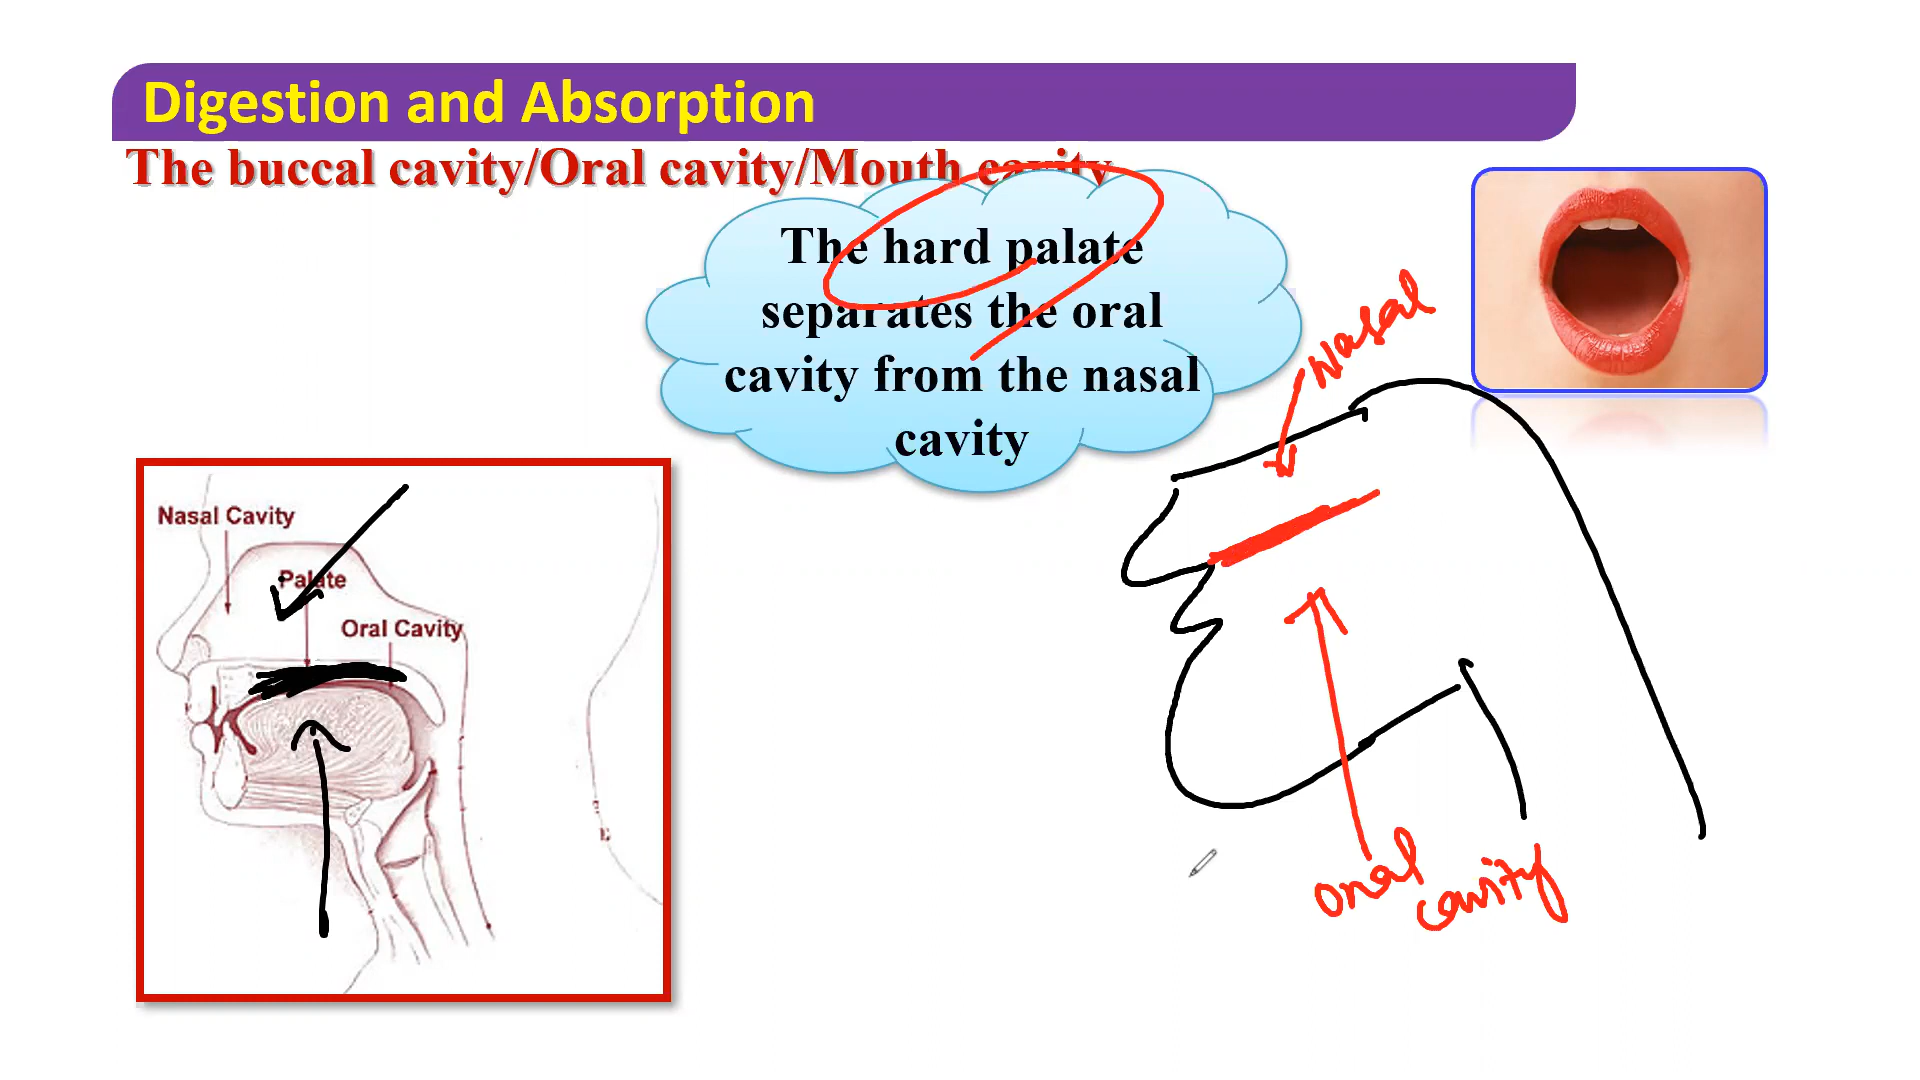 Digestion and Absorption
The buccal cavity/Oral cavity/Mouth cavity
The hard palate
separates the oral
cavity from the nasal
cavity
Nasal
Nasal Cavity
Palate
Oral Cavity
oral
cavity